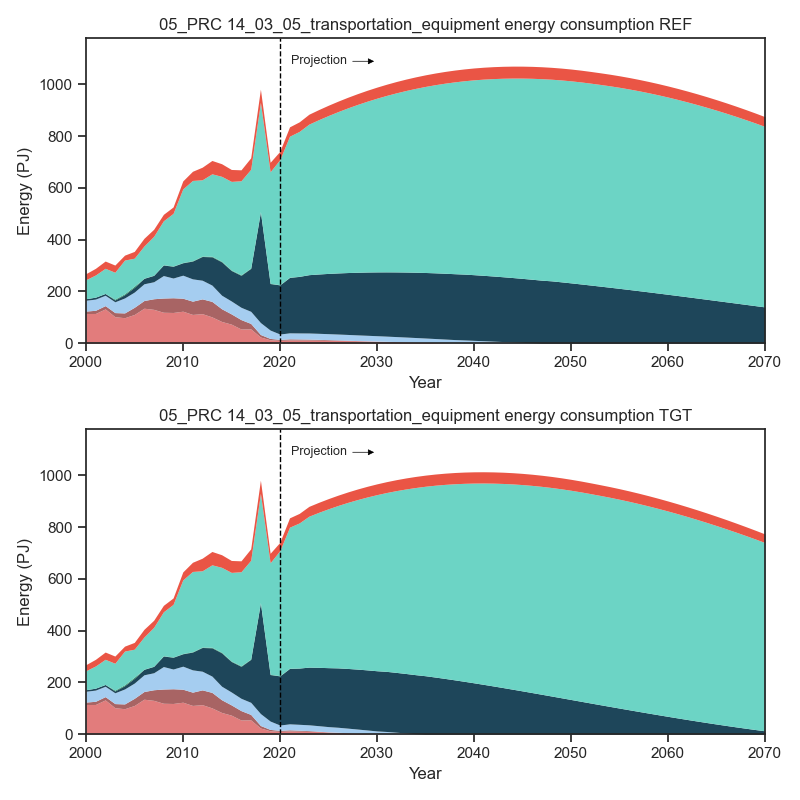 05_PRC 14_03_05_transportation_equipment energy consumption REF
Projection
1000
800
600
400
200
0
Energy (PJ)
2000 2010 2020 2030 2040 2050 2060 2070
Year
05_PRC 14_03_05_transportation_equipment energy consumption TGT
Projection
1000
800
600
400
200
0
Energy (PJ)
2000 2010 2020 2030 2040 2050 2060 2070
Year